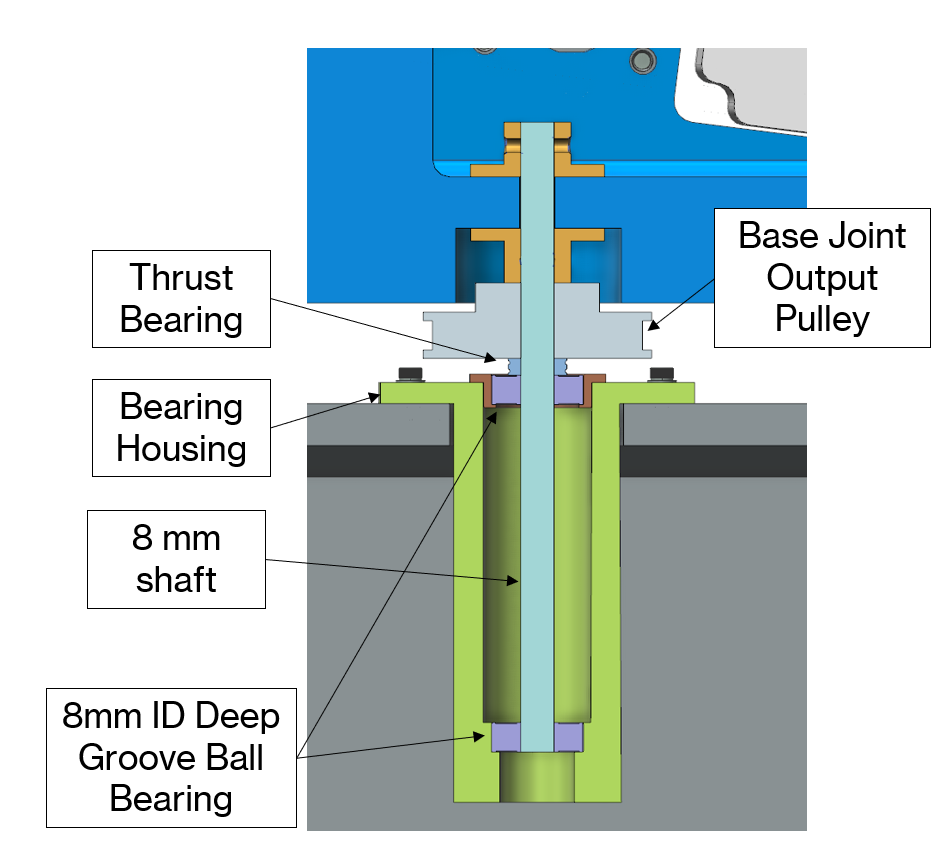 Base Joint
Output
Pulley
Thrust
Bearing
Bearing
Housing
8 mm
shaft
8mm ID Deep
Groove Ball
Bearing